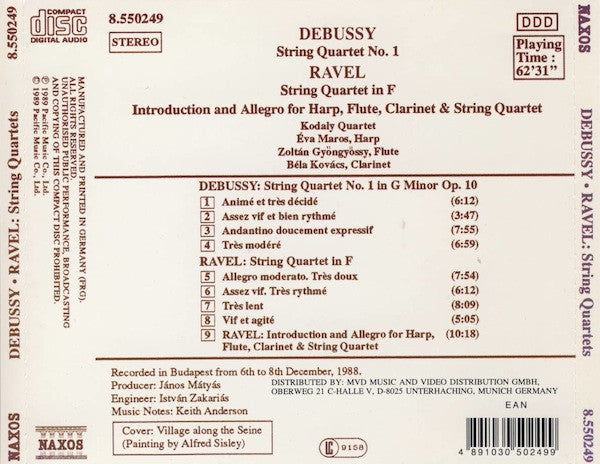 8.550249
DEBUSSY • RAVEL: String Quartets
NAXOS
MANUFACTURED AND PRINTED IN GERMANY (FRG).
ALL RIGHTS RESERVED.
UNAUTHORISED PUBLIC PERFORMANCE, BROADCASTING
AND COPYING OF THIS COMPACT DISC PROHIBITED.
℗ 1989 Pacific Music Co., Ltd.
© 1989 Pacific Music Co., Ltd.
COMPACT
disc
DIGITAL AUDIO
8.550249
STEREO
DDD
Playing
Time :
62'31"
DEBUSSY
String Quartet No. 1
RAVEL
String Quartet in F
Introduction and Allegro for Harp, Flute, Clarinet & String Quartet
Kodaly Quartet
Éva Maros, Harp
Zoltán Gyöngyössy, Flute
Béla Kovács, Clarinet
DEBUSSY: String Quartet No. 1 in G Minor Op. 10
1 Animé et très décidé (6:12)
2 Assez vif et bien rythmé (3:47)
3 Andantino doucement expressif (7:55)
4 Très modéré (6:59)
RAVEL: String Quartet in F
5 Allegro moderato. Très doux (7:54)
6 Assez vif. Très rythmé (6:12)
7 Très lent (8:09)
8 Vif et agité (5:05)
9 RAVEL: Introduction and Allegro for Harp, (10:18)
Flute, Clarinet & String Quartet
Recorded in Budapest from 6th to 8th December, 1988.
Producer: János Mátyás
Engineer: István Zakariás
Music Notes: Keith Anderson
DISTRIBUTED BY: MVD MUSIC AND VIDEO DISTRIBUTION GMBH,
OBERWEG 21 C-HALLE V, D-8025 UNTERHACHING, MUNICH GERMANY
Cover: Village along the Seine
(Painting by Alfred Sisley)
NAXOS
LC 9158
EAN
4 891030 502499
NAXOS
DEBUSSY • RAVEL: String Quartets
8.550249